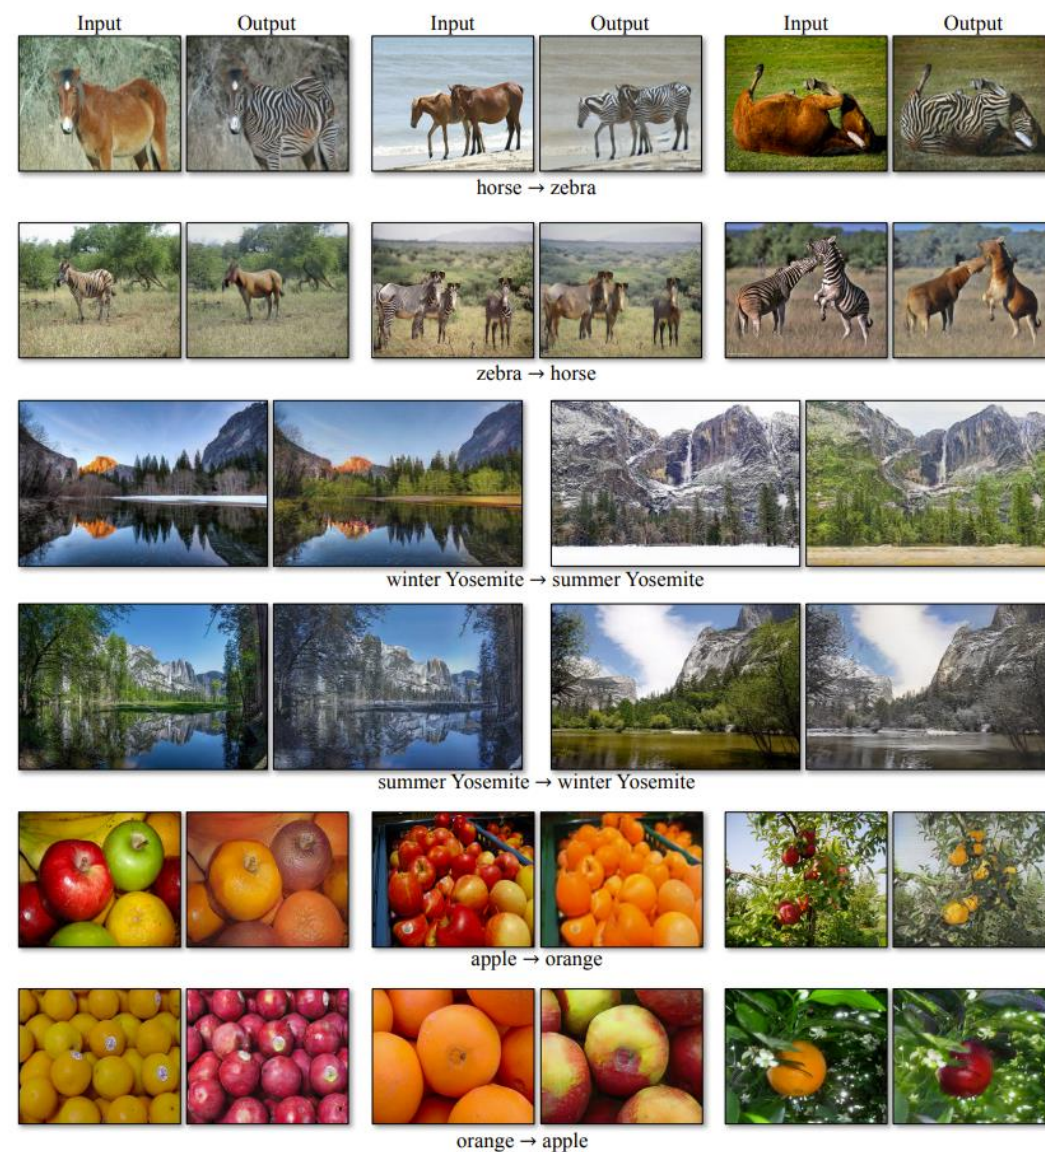 Input Output Input Output Input Output
horse → zebra
zebra → horse
winter Yosemite → summer Yosemite
summer Yosemite → winter Yosemite
apple → orange
orange → apple